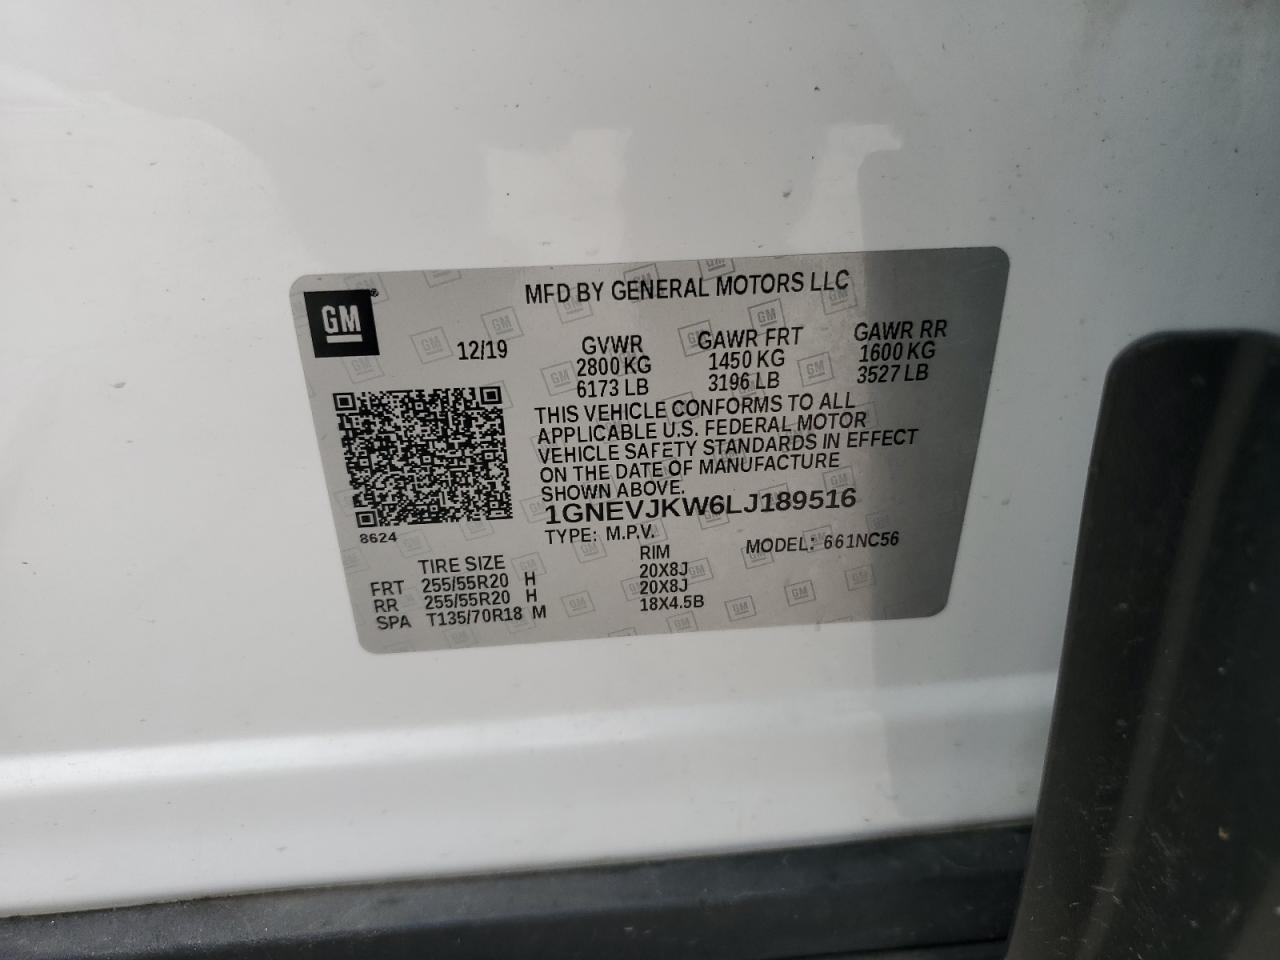 MFD BY GENERAL MOTORS LLC
GM®
12/19
GVWR GAWR FRT GAWR RR
2800 KG 1450 KG 1600 KG
6173 LB 3196 LB 3527 LB
THIS VEHICLE CONFORMS TO ALL
APPLICABLE U.S. FEDERAL MOTOR
VEHICLE SAFETY STANDARDS IN EFFECT
ON THE DATE OF MANUFACTURE
SHOWN ABOVE.
1GNEVJKW6LJ189516
8624
TYPE: M.P.V. MODEL: 661NC56
TIRE SIZE RIM
FRT 255/55R20 H 20X8J
RR 255/55R20 H 20X8J
SPA T135/70R18 M 18X4.5B